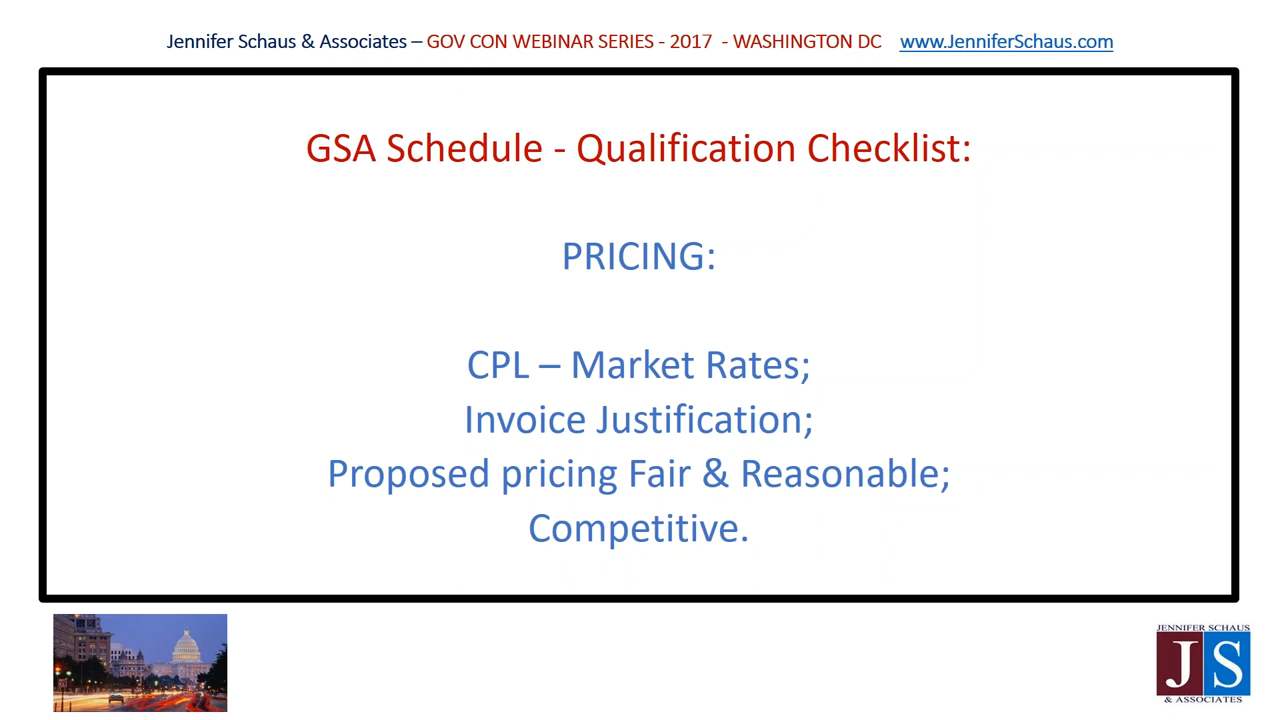 Jennifer Schaus & Associates – GOV CON WEBINAR SERIES - 2017 - WASHINGTON DC www.JenniferSchaus.com
GSA Schedule - Qualification Checklist:
PRICING:
CPL – Market Rates;
Invoice Justification;
Proposed pricing Fair & Reasonable;
Competitive.
JENNIFER SCHAUS
JS
& ASSOCIATES